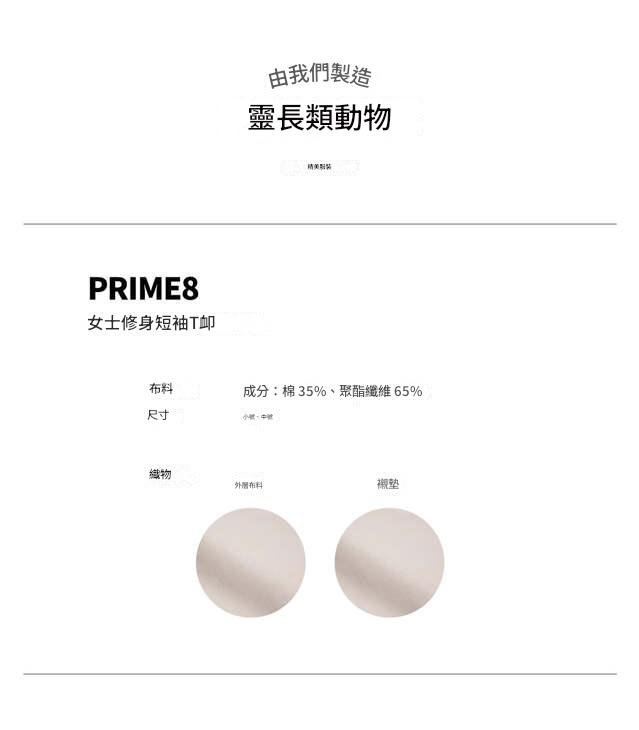 由我們製造
靈長類動物
精美服裝
PRIME8
女士修身短袖T卹
布料
成分：棉 35%、聚酯纖維 65%
尺寸
小號、中號
織物
外層布料
襯墊